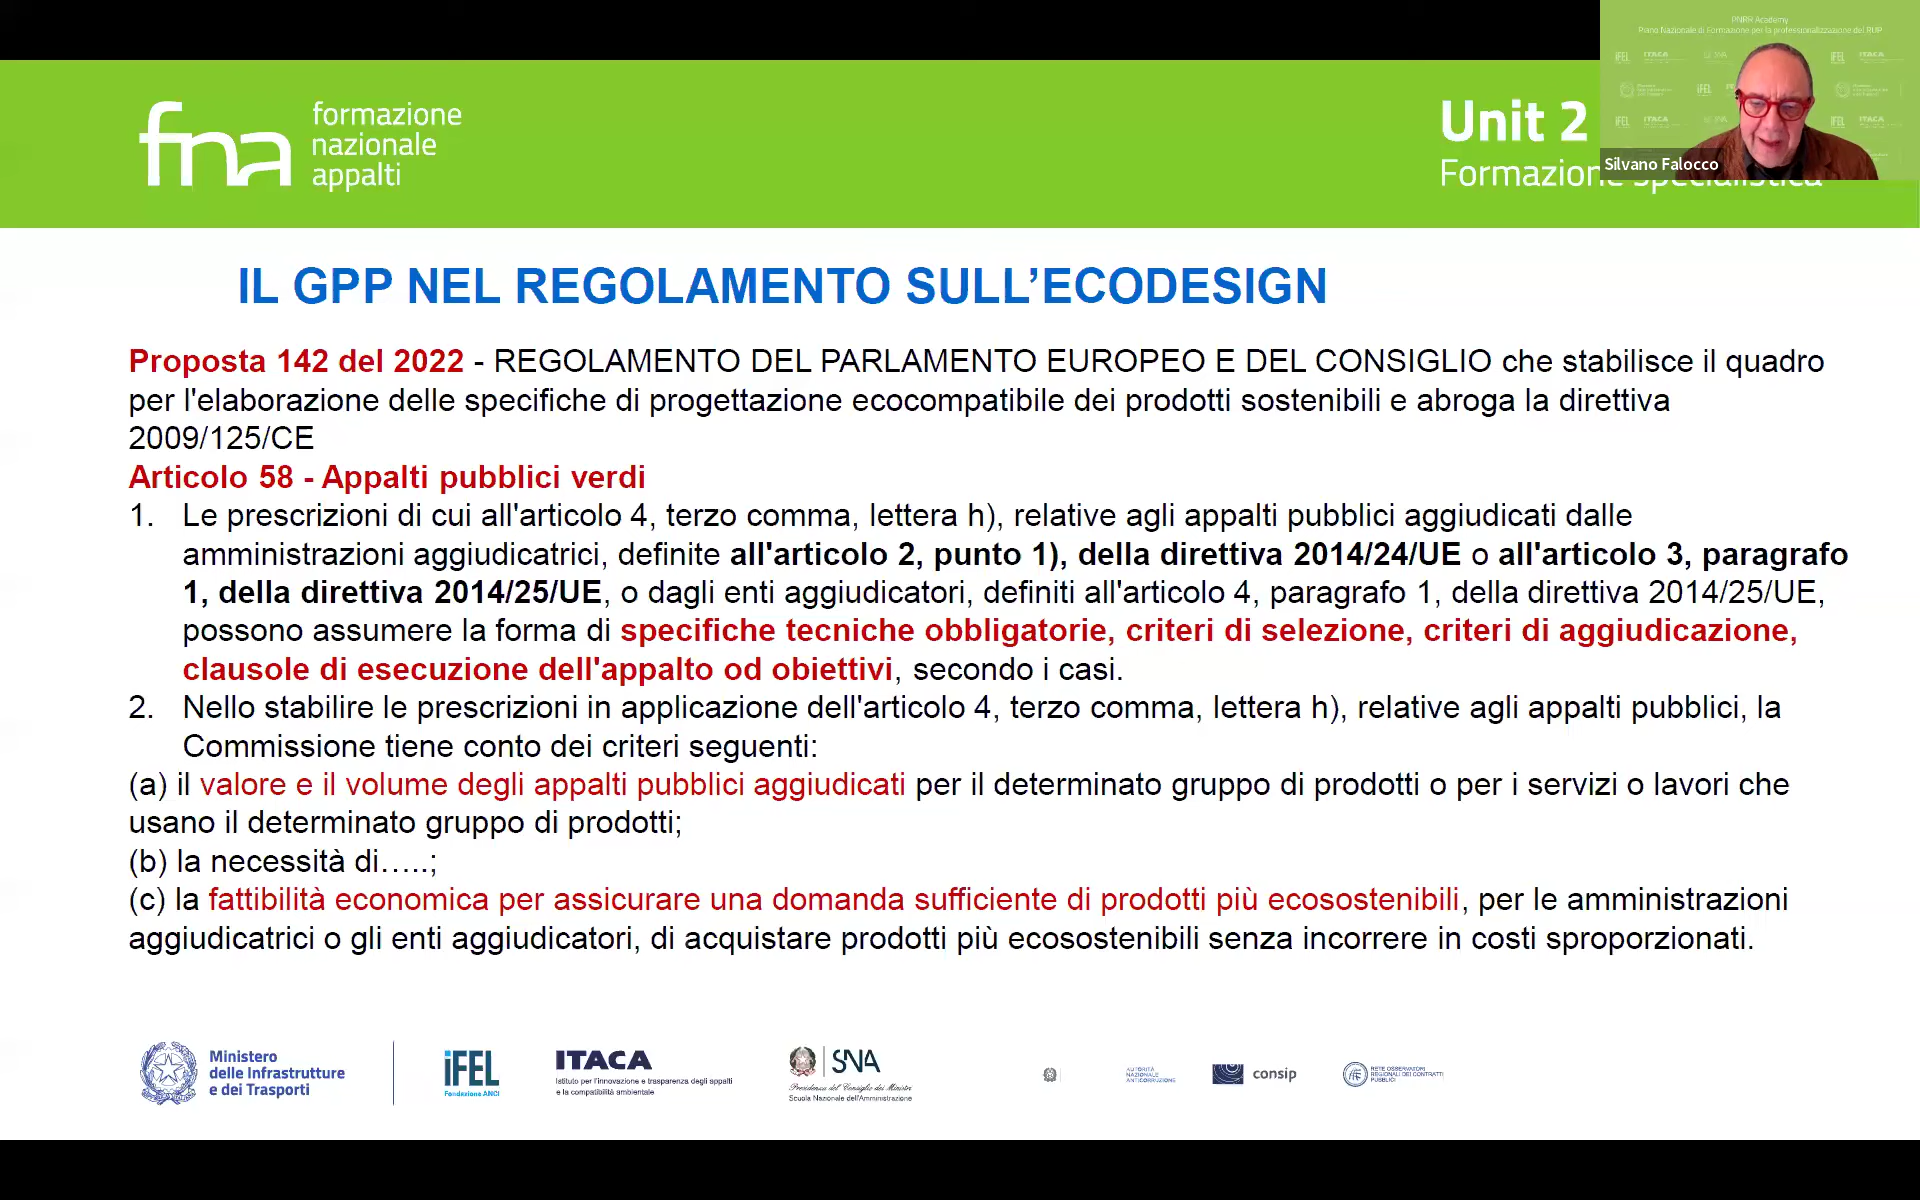 PNRR Academy
Piano Nazionale di Formazione per la professionalizzazione del RUP
fna
formazione
nazionale
appalti
Unit 2
Formazione specialistica
Silvano Falocco
IL GPP NEL REGOLAMENTO SULL’ECODESIGN
Proposta 142 del 2022 - REGOLAMENTO DEL PARLAMENTO EUROPEO E DEL CONSIGLIO che stabilisce il quadro
per l'elaborazione delle specifiche di progettazione ecocompatibile dei prodotti sostenibili e abroga la direttiva
2009/125/CE
Articolo 58 - Appalti pubblici verdi
1. Le prescrizioni di cui all'articolo 4, terzo comma, lettera h), relative agli appalti pubblici aggiudicati dalle
amministrazioni aggiudicatrici, definite all'articolo 2, punto 1), della direttiva 2014/24/UE o all'articolo 3, paragrafo
1, della direttiva 2014/25/UE, o dagli enti aggiudicatori, definiti all'articolo 4, paragrafo 1, della direttiva 2014/25/UE,
possono assumere la forma di specifiche tecniche obbligatorie, criteri di selezione, criteri di aggiudicazione,
clausole di esecuzione dell'appalto od obiettivi, secondo i casi.
2. Nello stabilire le prescrizioni in applicazione dell'articolo 4, terzo comma, lettera h), relative agli appalti pubblici, la
Commissione tiene conto dei criteri seguenti:
(a) il valore e il volume degli appalti pubblici aggiudicati per il determinato gruppo di prodotti o per i servizi o lavori che
usano il determinato gruppo di prodotti;
(b) la necessità di…..;
(c) la fattibilità economica per assicurare una domanda sufficiente di prodotti più ecosostenibili, per le amministrazioni
aggiudicatrici o gli enti aggiudicatori, di acquistare prodotti più ecosostenibili senza incorrere in costi sproporzionati.
Ministero
delle Infrastrutture
e dei Trasporti
iFEL
Fondazione ANCI
ITACA
Istituto per l'innovazione e trasparenza degli appalti
e la compatibilità ambientale
SNA
Presidenza del Consiglio dei Ministri
Scuola Nazionale dell'Amministrazione
AUTORITÀ
NAZIONALE
ANTICORRUZIONE
consip
RETE OSSERVATORI
REGIONALI DEI CONTRATTI
PUBBLICI